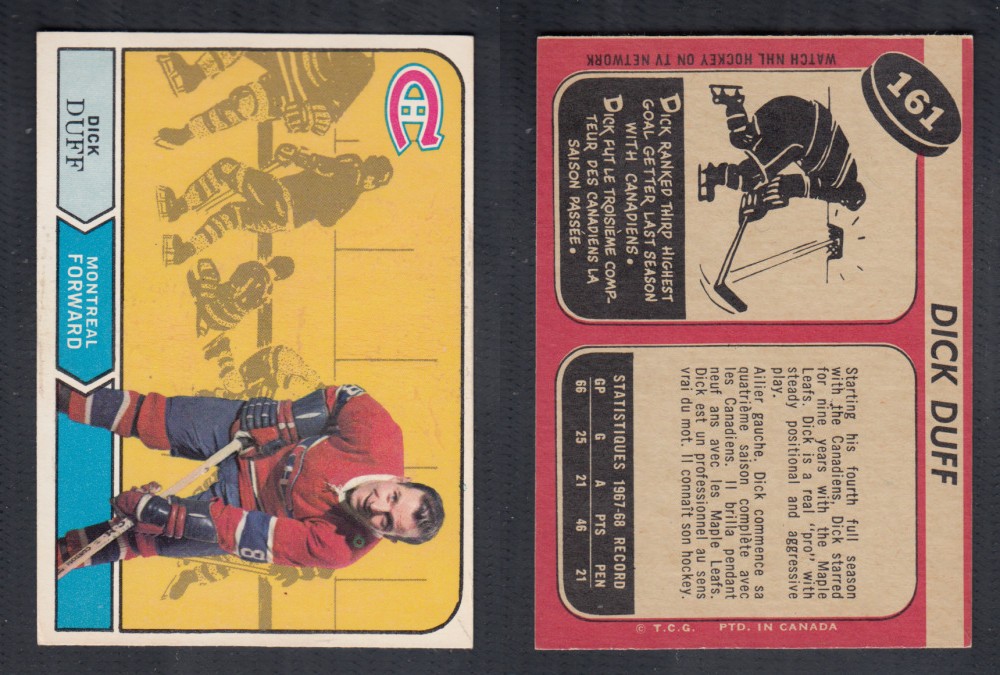 DICK
DUFF
MONTREAL
FORWARD
CH
8
8
WATCH NHL HOCKEY ON TV NETWORK
161
DICK RANKED THIRD HIGHEST
GOAL GETTER LAST SEASON
WITH CANADIENS.
DICK FUT LE TROISIÈME COMP-
TEUR DES CANADIENS LA
SAISON PASSÉE.
DICK DUFF
Starting his fourth full season
with the Canadiens, Dick starred
for nine years with the Maple
Leafs. Dick is a real "pro" with
steady positional and aggressive
play.
Ailier gauche, Dick commence sa
quatrième saison complète avec
les Canadiens. Il brilla pendant
neuf ans avec les Maple Leafs.
Dick est un professionnel au sens
vrai du mot. Il connaît son hockey.
STATISTIQUES 1967-68 RECORD
GP G A PTS PEN
66 25 21 46 21
© T.C.G. PTD. IN CANADA